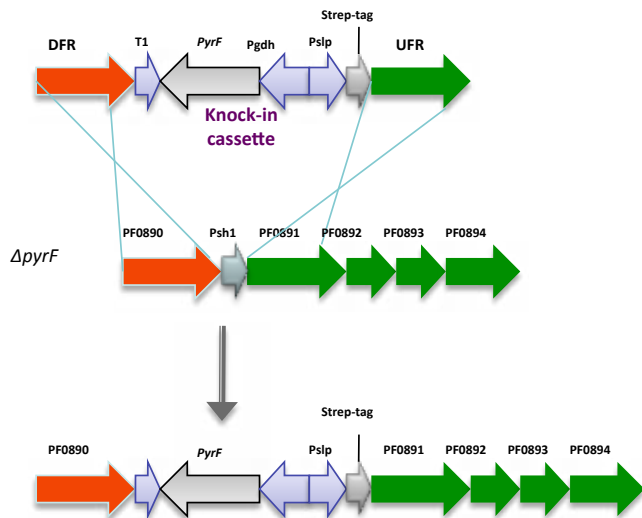 Strep-tag
DFR
T1
PyrF
Pgdh
Pslp
UFR
Knock-in
cassette
PF0890
Psh1
PF0891
PF0892
PF0893
PF0894
ΔpyrF
Strep-tag
PF0890
PyrF
Pslp
PF0891
PF0892
PF0893
PF0894